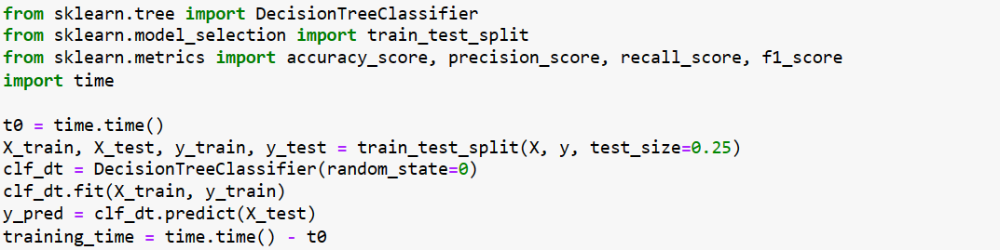 from sklearn.tree import DecisionTreeClassifier
from sklearn.model_selection import train_test_split
from sklearn.metrics import accuracy_score, precision_score, recall_score, f1_score
import time
t0 = time.time()
X_train, X_test, y_train, y_test = train_test_split(X, y, test_size=0.25)
clf_dt = DecisionTreeClassifier(random_state=0)
clf_dt.fit(X_train, y_train)
y_pred = clf_dt.predict(X_test)
training_time = time.time() - t0